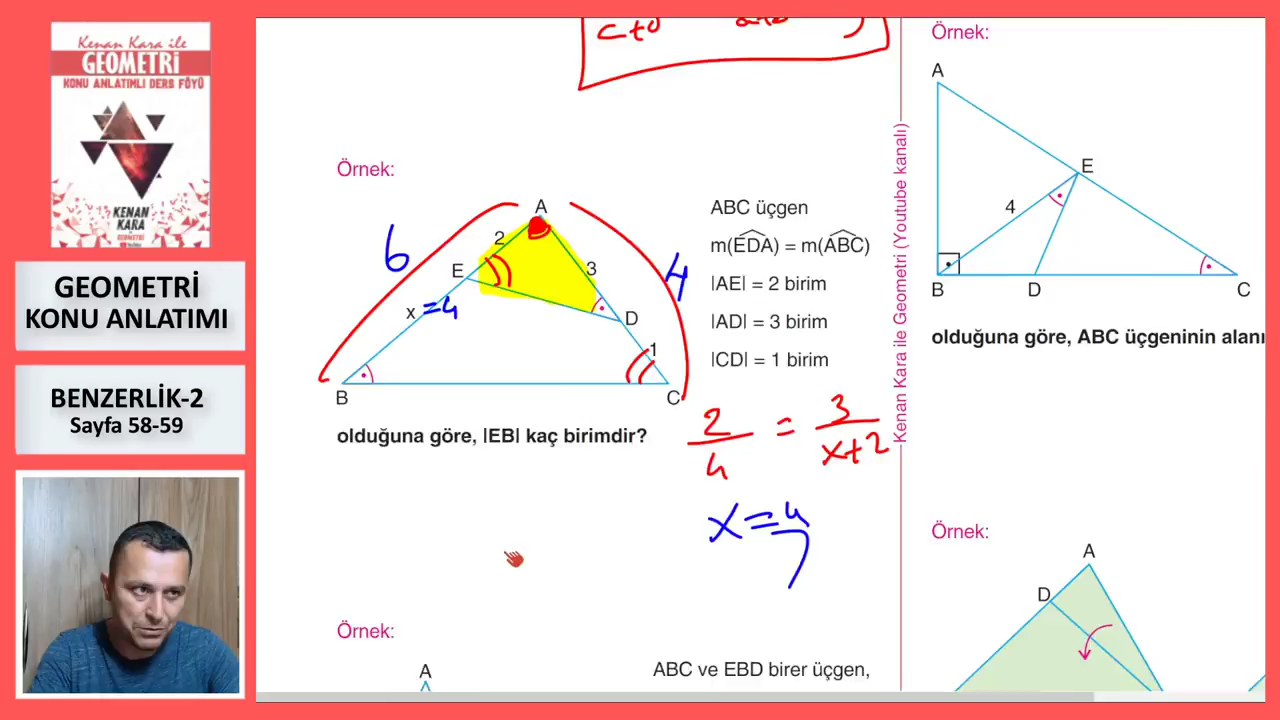 Kenan Kara ile
GEOMETRİ
KONU ANLATIMLI DERS FÖYÜ
KENAN
KARA
GEOMETRİ
KONU ANLATIMI
BENZERLİK-2
Sayfa 58-59
c+d
Örnek:
A
2
3
E
D
x =4
6
4
1
B
C
ABC üçgen
m(EDA) = m(ABC)
|AE| = 2 birim
|AD| = 3 birim
|CD| = 1 birim
olduğuna göre, |EB| kaç birimdir?
2/4 = 3/x+2
x=4
Örnek:
A
ABC ve EBD birer üçgen,
Kenan Kara ile Geometri (Youtube kanalı)
Örnek:
A
E
4
B
D
C
olduğuna göre, ABC üçgeninin alanı
Örnek:
A
D